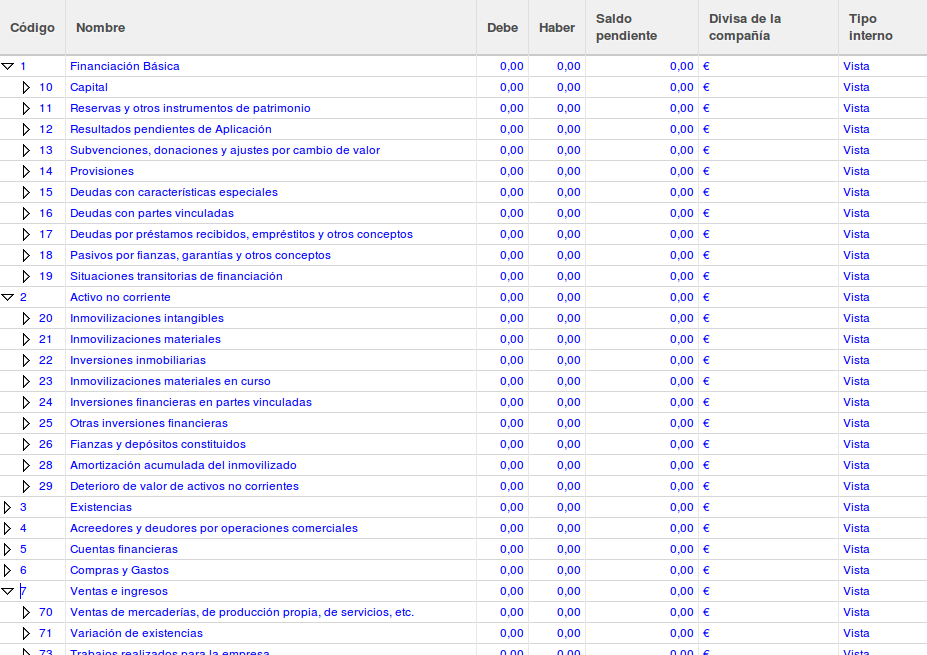 Código Nombre Debe Haber Saldo pendiente Divisa de la compañía Tipo interno
1 Financiación Básica 0,00 0,00 0,00 € Vista
10 Capital 0,00 0,00 0,00 € Vista
11 Reservas y otros instrumentos de patrimonio 0,00 0,00 0,00 € Vista
12 Resultados pendientes de Aplicación 0,00 0,00 0,00 € Vista
13 Subvenciones, donaciones y ajustes por cambio de valor 0,00 0,00 0,00 € Vista
14 Provisiones 0,00 0,00 0,00 € Vista
15 Deudas con características especiales 0,00 0,00 0,00 € Vista
16 Deudas con partes vinculadas 0,00 0,00 0,00 € Vista
17 Deudas por préstamos recibidos, empréstitos y otros conceptos 0,00 0,00 0,00 € Vista
18 Pasivos por fianzas, garantías y otros conceptos 0,00 0,00 0,00 € Vista
19 Situaciones transitorias de financiación 0,00 0,00 0,00 € Vista
2 Activo no corriente 0,00 0,00 0,00 € Vista
20 Inmovilizaciones intangibles 0,00 0,00 0,00 € Vista
21 Inmovilizaciones materiales 0,00 0,00 0,00 € Vista
22 Inversiones inmobiliarias 0,00 0,00 0,00 € Vista
23 Inmovilizaciones materiales en curso 0,00 0,00 0,00 € Vista
24 Inversiones financieras en partes vinculadas 0,00 0,00 0,00 € Vista
25 Otras inversiones financieras 0,00 0,00 0,00 € Vista
26 Fianzas y depósitos constituidos 0,00 0,00 0,00 € Vista
28 Amortización acumulada del inmovilizado 0,00 0,00 0,00 € Vista
29 Deterioro de valor de activos no corrientes 0,00 0,00 0,00 € Vista
3 Existencias 0,00 0,00 0,00 € Vista
4 Acreedores y deudores por operaciones comerciales 0,00 0,00 0,00 € Vista
5 Cuentas financieras 0,00 0,00 0,00 € Vista
6 Compras y Gastos 0,00 0,00 0,00 € Vista
7 Ventas e ingresos 0,00 0,00 0,00 € Vista
70 Ventas de mercaderías, de producción propia, de servicios, etc. 0,00 0,00 0,00 € Vista
71 Variación de existencias 0,00 0,00 0,00 € Vista
73 Trabajos realizados para la empresa 0,00 0,00 0,00 € Vista